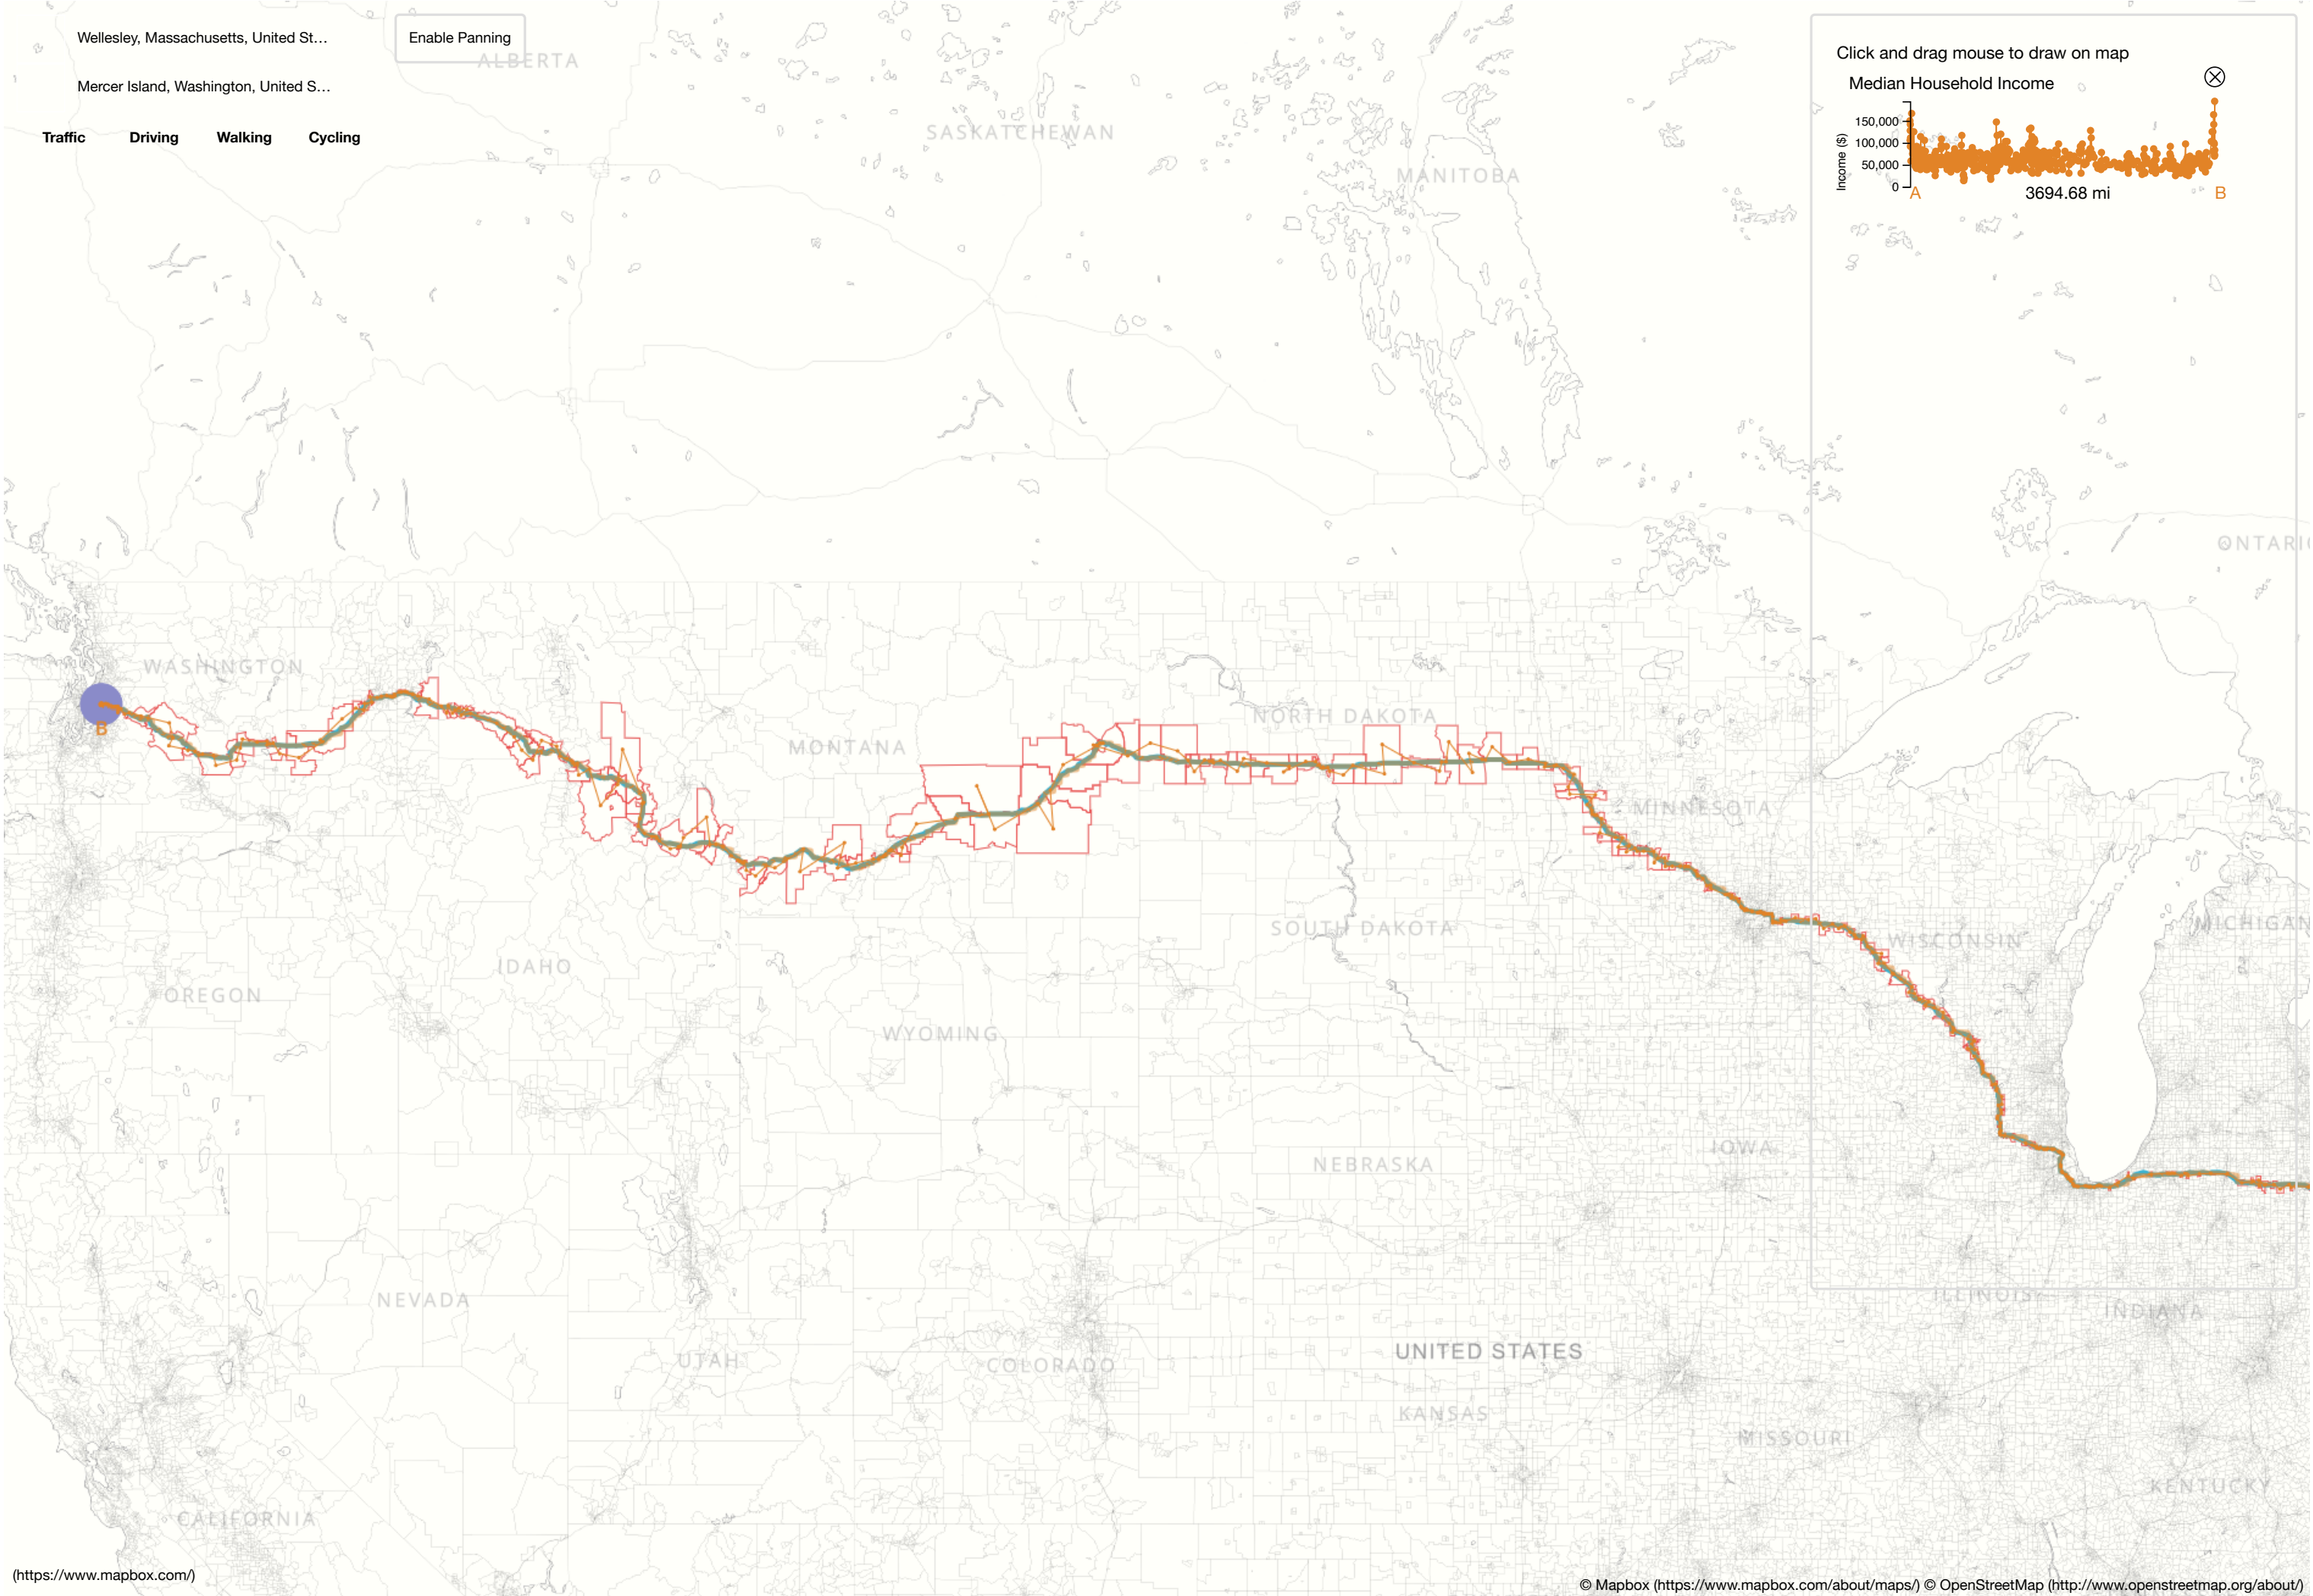 Wellesley, Massachusetts, United St...
Enable Panning
Mercer Island, Washington, United S...
Traffic Driving Walking Cycling
Click and drag mouse to draw on map
Median Household Income
Income ($)
150,000
100,000
50,000
0
A
3694.68 mi
B
ALBERTA
SASKATCHEWAN
MANITOBA
ONTARIO
WASHINGTON
B
MONTANA
NORTH DAKOTA
MINNESOTA
SOUTH DAKOTA
WISCONSIN
MICHIGAN
IDAHO
OREGON
WYOMING
IOWA
NEBRASKA
NEVADA
ILLINOIS
INDIANA
UTAH
COLORADO
UNITED STATES
KANSAS
MISSOURI
KENTUCKY
CALIFORNIA
(https://www.mapbox.com/)
© Mapbox (https://www.mapbox.com/about/maps/) © OpenStreetMap (http://www.openstreetmap.org/about/)